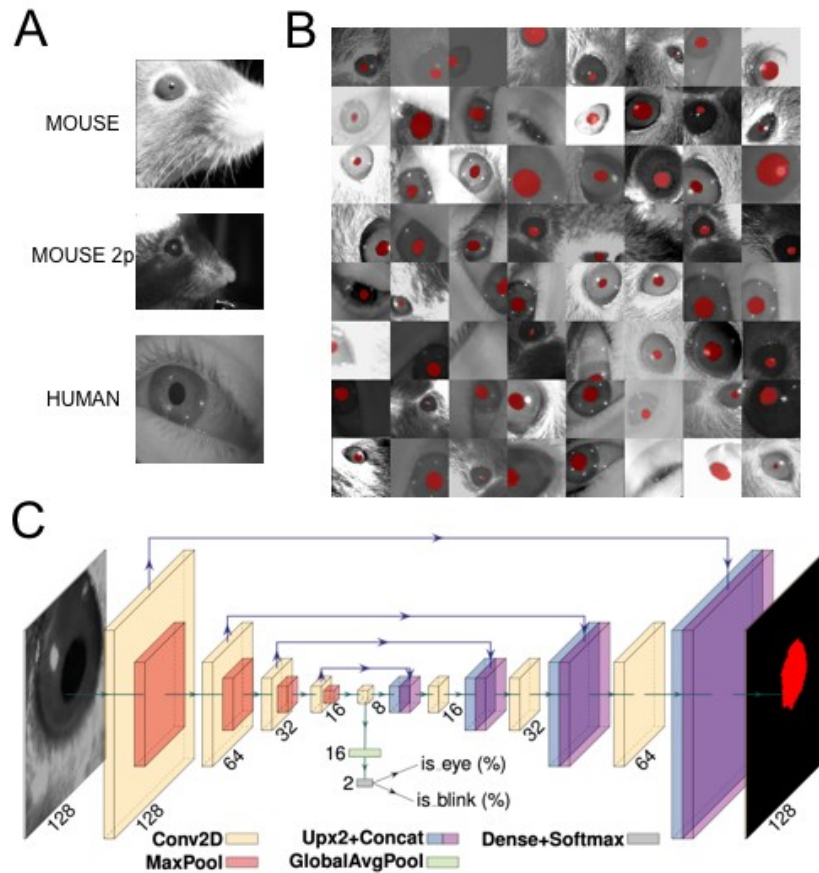 A
B
MOUSE
MOUSE 2p
HUMAN
C
128
128
64
32
16
8
16
32
64
128
16
2
is_eye (%)
is_blink (%)
Conv2D
Upx2+Concat
Dense+Softmax
MaxPool
GlobalAvgPool